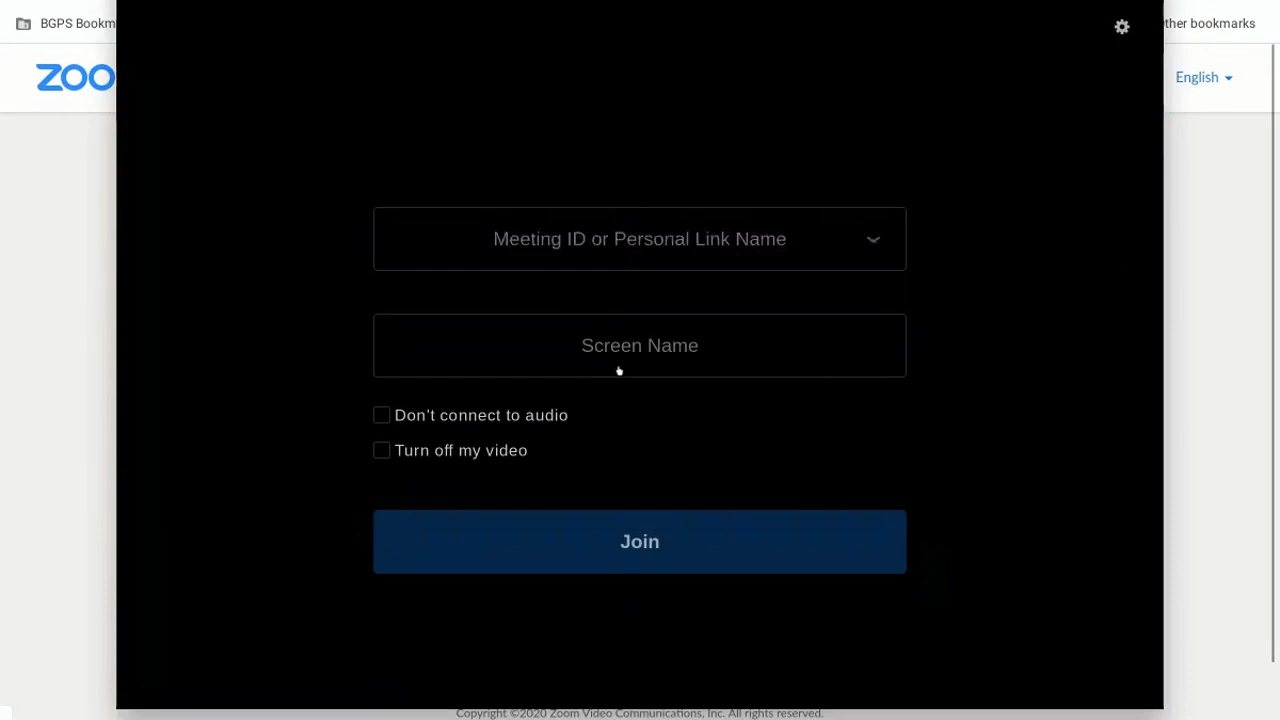 BGPS Bookm
ther bookmarks
ZOO
English
Meeting ID or Personal Link Name
Screen Name
Don't connect to audio
Turn off my video
Join
Copyright ©2020 Zoom Video Communications, Inc. All rights reserved.